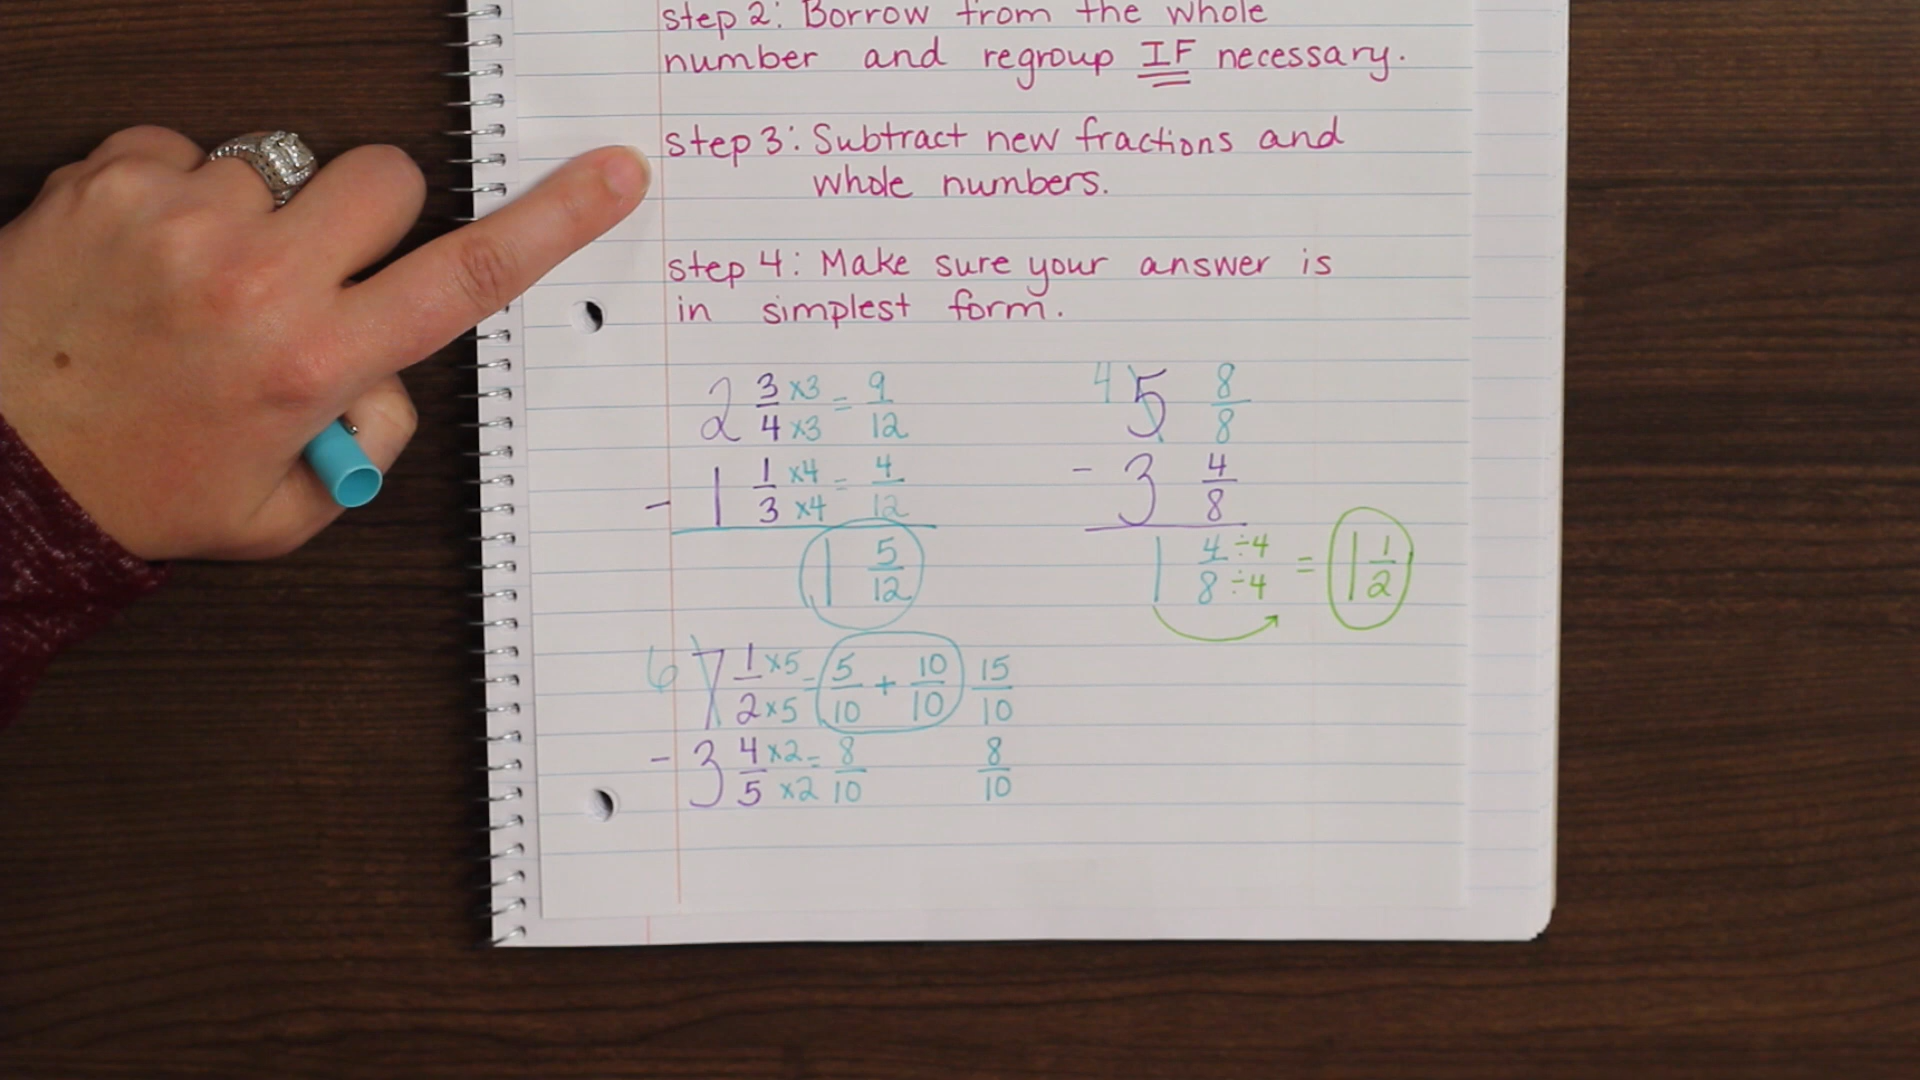 step 2: Borrow from the whole
number and regroup IF necessary.
step 3: Subtract new fractions and
whole numbers.
step 4: Make sure your answer is
in simplest form.
2 3/4 ×3/×3 = 9/12
- 1 1/3 ×4/×4 = 4/12
1 5/12
4 5 8/8
- 3 4/8
1 4/8 ÷4/÷4 = 1 1/2
6 7 1/2 ×5/×5 = 5/10 + 10/10 15/10
- 3 4/5 ×2/×2 = 8/10 8/10